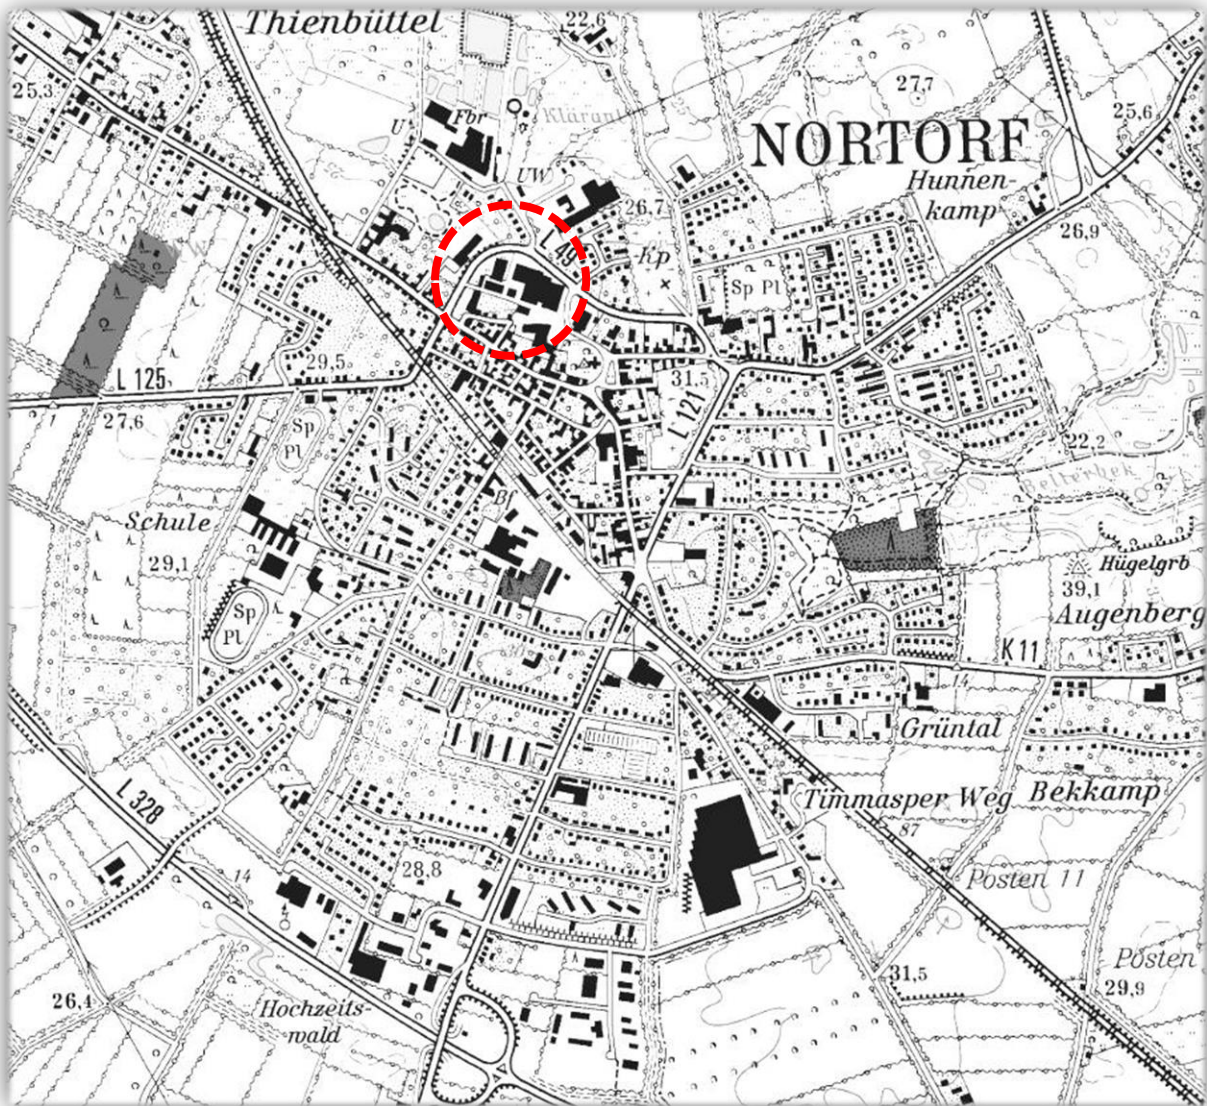 Thienbüttel
22,6
25,3
27,7
25,6
U
Fbr
Kläranl
NORTORF
UW
Hunnen-
kamp
26,7
26,9
L 49
Kp
Sp Pl
29,5
L 125
31,5
L 121
27,6
Sp
Pl
22,2
Bf
Schule
29,1
Hügelgrb
39,1
Augenberg
Sp
Pl
K 11
14
Grüntal
L 328
Timmasper Weg
Bekkamp
87
28,8
14
Posten 11
31,5
Posten
29,9
26,4
Hochzeits-
wald